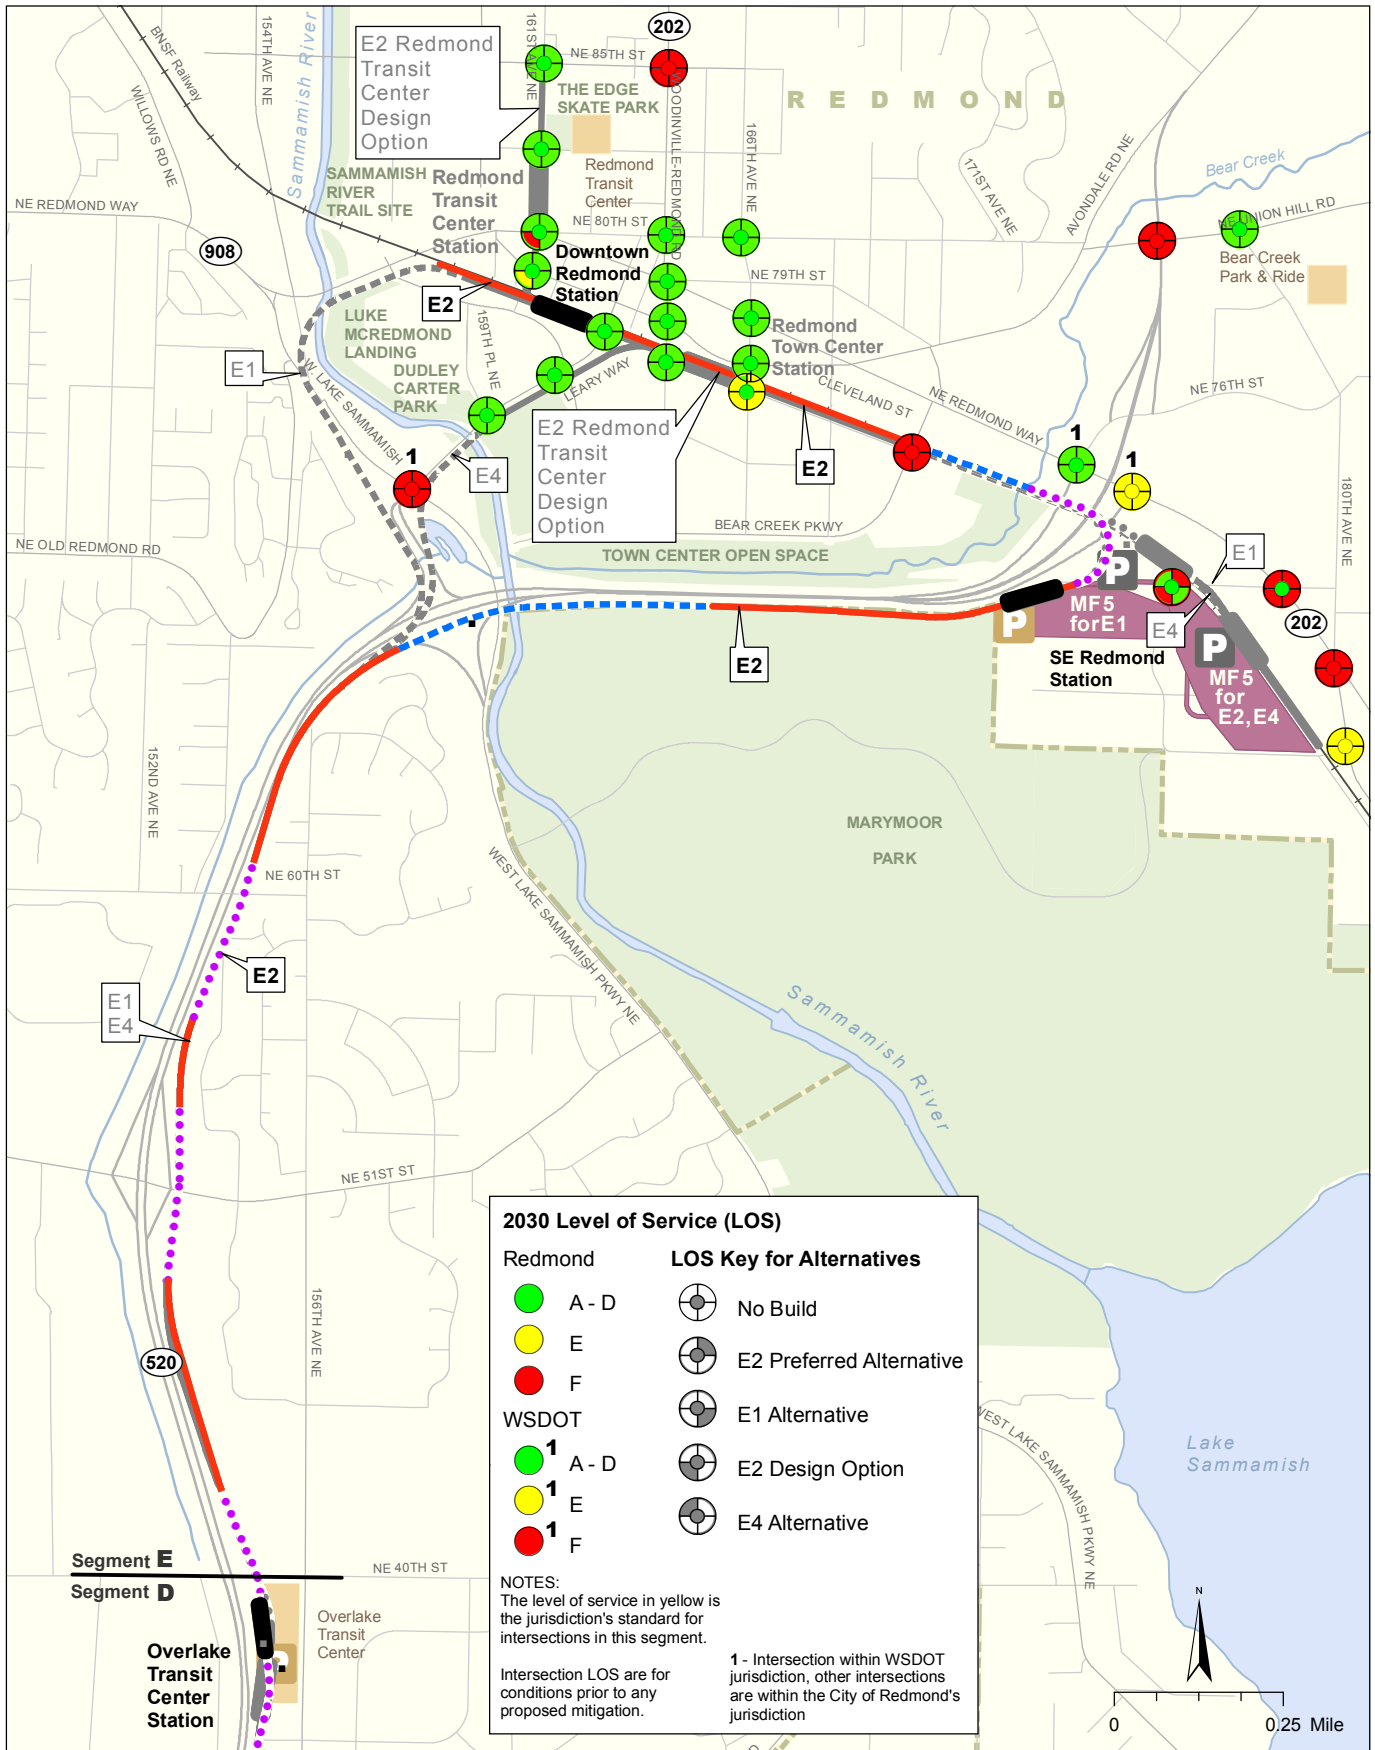 BNSF Railway
154TH AVE NE
WILLOWS RD NE
Sammamish River
161ST AVE NE
E2 Redmond
Transit
Center
Design
Option
202
NE 85TH ST
THE EDGE
SKATE PARK
WOODINVILLE-REDMOND RD
REDMOND
166TH AVE NE
171ST AVE NE
AVONDALE RD NE
Bear Creek
NE UNION HILL RD
Bear Creek
Park & Ride
NE REDMOND WAY
908
SAMMAMISH
RIVER
TRAIL SITE
Redmond
Transit
Center
Station
Redmond
Transit
Center
NE 80TH ST
Downtown
Redmond
Station
NE 79TH ST
E2
LUKE
MCREDMOND
LANDING
DUDLEY
CARTER
PARK
159TH PL NE
E1
W. LAKE SAMMAMISH
LEARY WAY
Redmond
Town Center
Station
CLEVELAND ST
NE REDMOND WAY
NE 76TH ST
E2 Redmond
Transit
Center
Design
Option
E2
E4
1
1
1
180TH AVE NE
BEAR CREEK PKWY
TOWN CENTER OPEN SPACE
NE OLD REDMOND RD
E1
P
P
MF5
for E1
E4
P
202
E2
SE Redmond
Station
MF5
for
E2, E4
152ND AVE NE
MARYMOOR
PARK
NE 60TH ST
WEST LAKE SAMMAMISH PKWY NE
E2
E1
E4
Sammamish River
NE 51ST ST
156TH AVE NE
520
2030 Level of Service (LOS)
Redmond
A - D
E
F
WSDOT
1 A - D
1 E
1 F
LOS Key for Alternatives
No Build
E2 Preferred Alternative
E1 Alternative
E2 Design Option
E4 Alternative
NOTES:
The level of service in yellow is
the jurisdiction's standard for
intersections in this segment.
Intersection LOS are for
conditions prior to any
proposed mitigation.
1 - Intersection within WSDOT
jurisdiction, other intersections
are within the City of Redmond's
jurisdiction
WEST LAKE SAMMAMISH PKWY NE
Lake
Sammamish
Segment E
Segment D
NE 40TH ST
Overlake
Transit
Center
P
Overlake
Transit
Center
Station
N
0 0.25 Mile